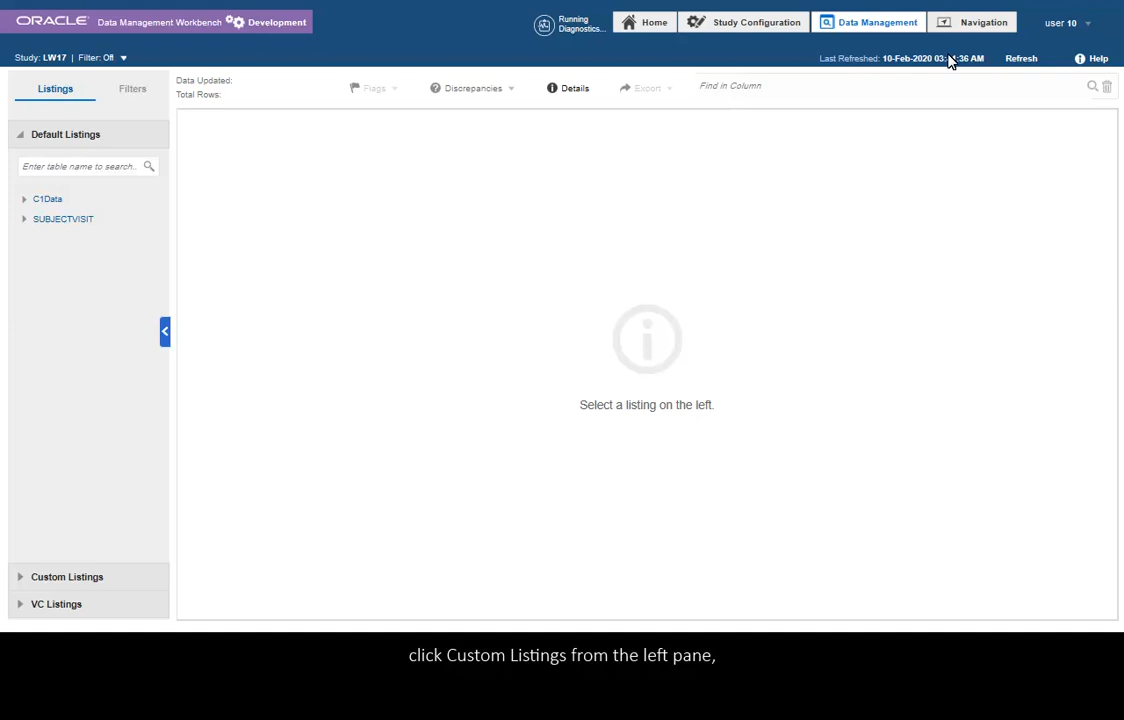 ORACLE Data Management Workbench Development
Running Diagnostics...
Home
Study Configuration
Data Management
Navigation
user 10
Study: LW17 | Filter: Off
Last Refreshed: 10-Feb-2020 03: :36 AM
Refresh
Help
Listings
Filters
Data Updated:
Total Rows:
Flags
Discrepancies
Details
Export
Find in Column
Default Listings
Enter table name to search..
C1Data
SUBJECTVISIT
Select a listing on the left.
Custom Listings
VC Listings
click Custom Listings from the left pane,